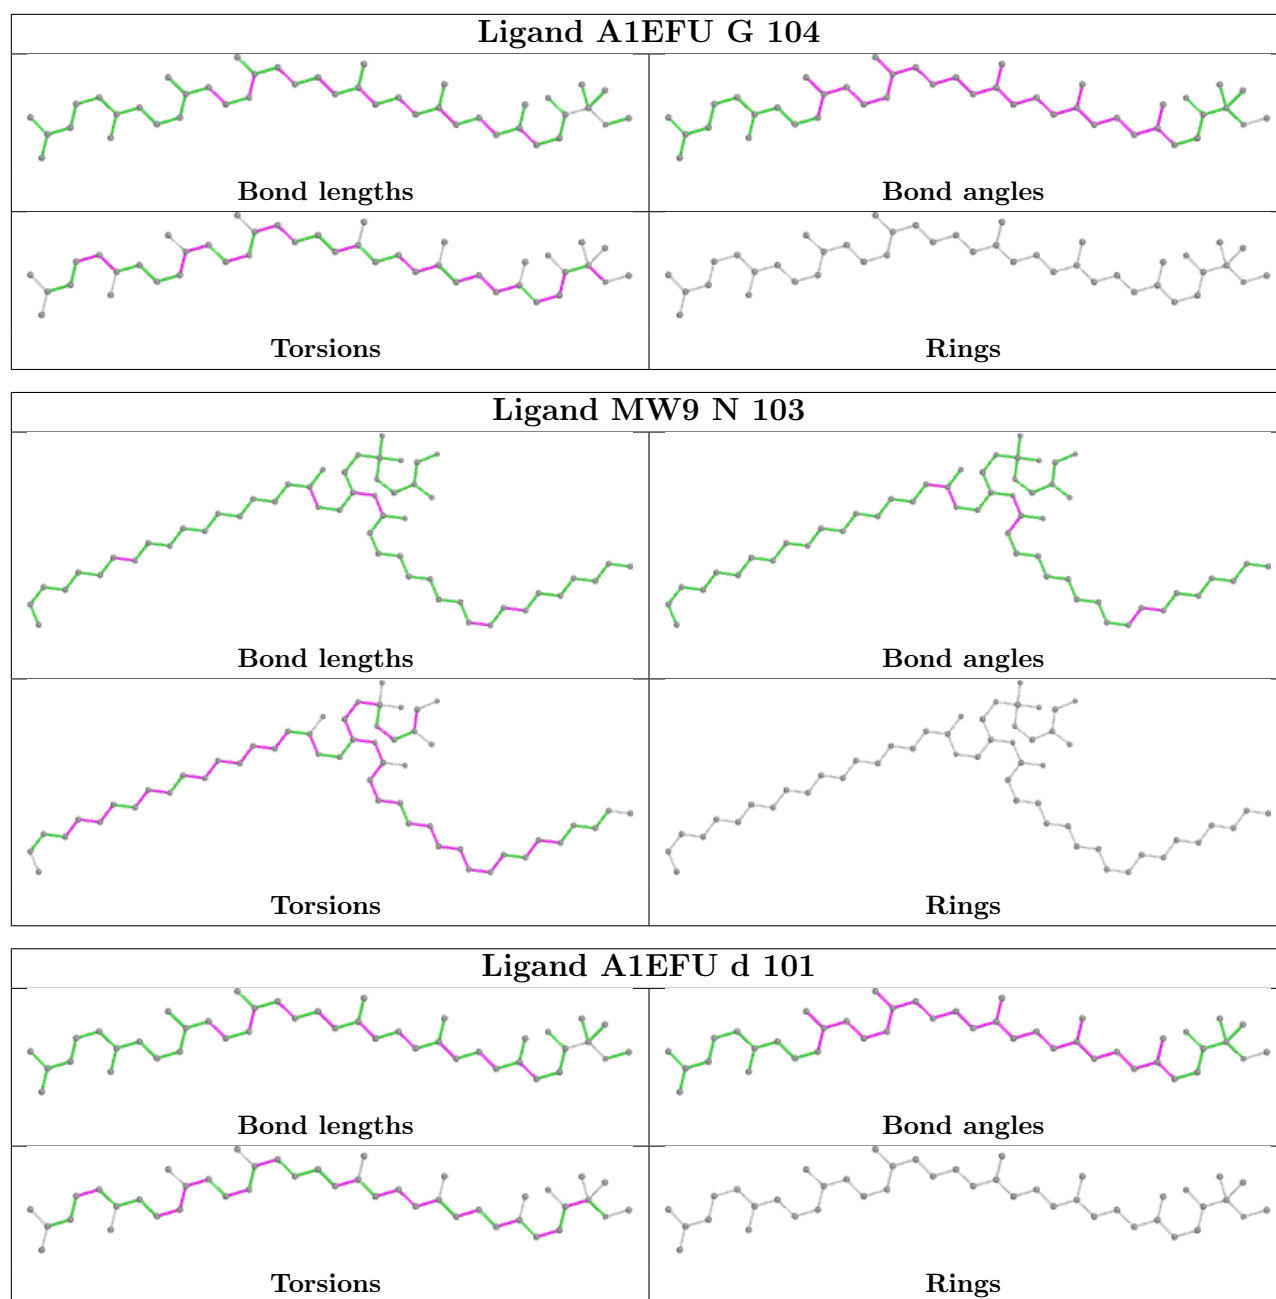 Ligand A1EFU G 104
Bond lengths Bond angles
Torsions Rings
Ligand MW9 N 103
Bond lengths Bond angles
Torsions Rings
Ligand A1EFU d 101
Bond lengths Bond angles
Torsions Rings